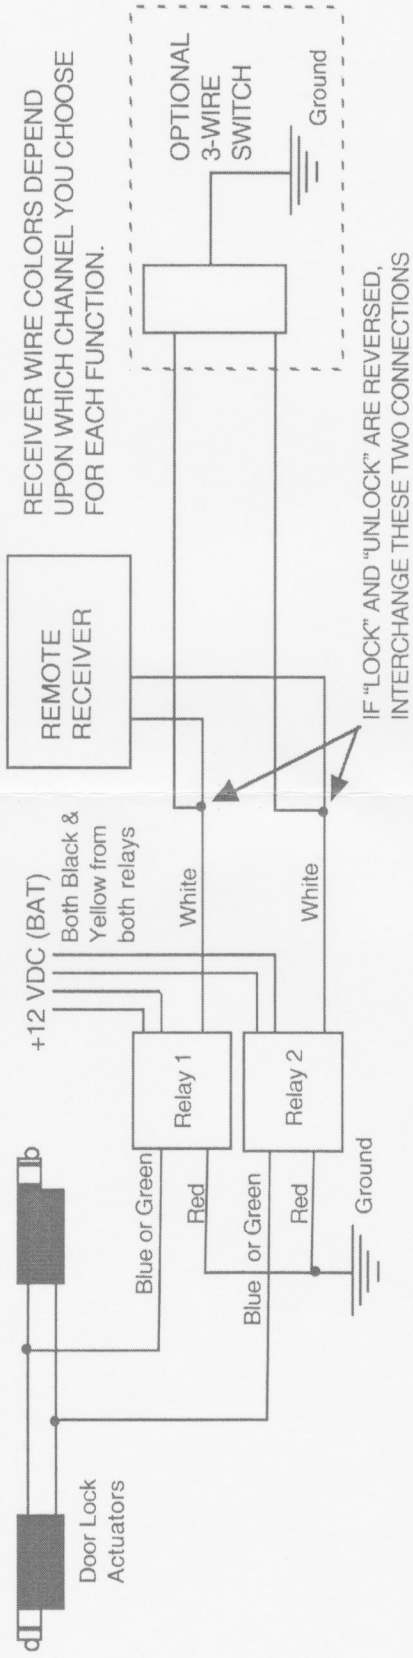 Door Lock
Actuators
+12 VDC (BAT)
Both Black &
Yellow from
both relays
Blue or Green
Relay 1
Red
White
Blue or Green
Relay 2
Red
White
Ground
REMOTE
RECEIVER
RECEIVER WIRE COLORS DEPEND
UPON WHICH CHANNEL YOU CHOOSE
FOR EACH FUNCTION.
OPTIONAL
3-WIRE
SWITCH
Ground
IF "LOCK" AND "UNLOCK" ARE REVERSED,
INTERCHANGE THESE TWO CONNECTIONS